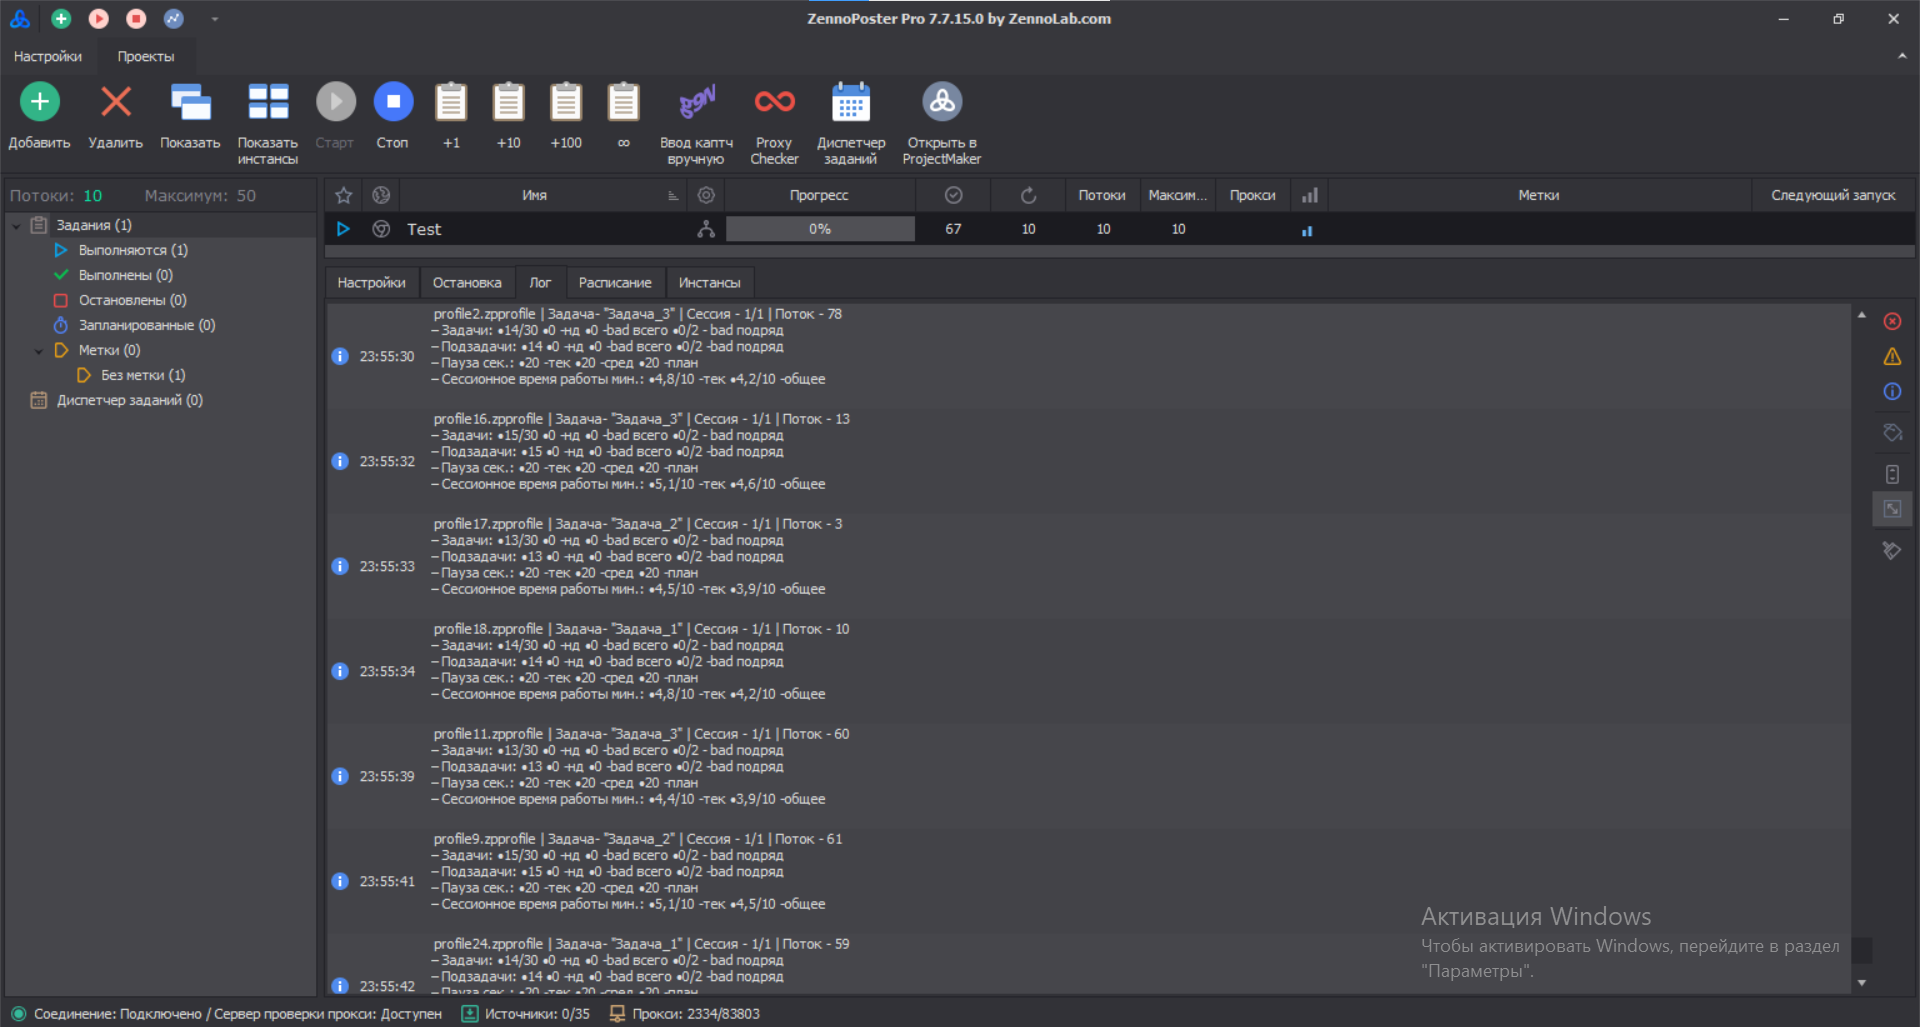 ZennoPoster Pro 7.7.15.0 by ZennoLab.com
Настройки Проекты
Добавить Удалить Показать Показать инстансы Старт Стоп +1 +10 +100 ∞ Ввод каптч вручную Proxy Checker Диспетчер заданий Открыть в ProjectMaker
Потоки: 10 Максимум: 50
Задания (1)
Выполняются (1)
Выполнены (0)
Остановлены (0)
Запланированные (0)
Метки (0)
Без метки (1)
Диспетчер заданий (0)
Имя Прогресс Потоки Максим... Прокси Метки Следующий запуск
Test 0% 67 10 10 10
Настройки Остановка Лог Расписание Инстансы
profile2.zpprofile | Задача- "Задача_3" | Сессия - 1/1 | Поток - 78
– Задачи: •14/30 •0 -нд •0 -bad всего •0/2 - bad подряд
– Подзадачи: •14 •0 -нд •0 -bad всего •0/2 -bad подряд
23:55:30
– Пауза сек.: •20 -тек •20 -сред •20 -план
– Сессионное время работы мин.: •4,8/10 -тек •4,2/10 -общее
profile16.zpprofile | Задача- "Задача_3" | Сессия - 1/1 | Поток - 13
– Задачи: •15/30 •0 -нд •0 -bad всего •0/2 - bad подряд
– Подзадачи: •15 •0 -нд •0 -bad всего •0/2 -bad подряд
23:55:32
– Пауза сек.: •20 -тек •20 -сред •20 -план
– Сессионное время работы мин.: •5,1/10 -тек •4,6/10 -общее
profile17.zpprofile | Задача- "Задача_2" | Сессия - 1/1 | Поток - 3
– Задачи: •13/30 •0 -нд •0 -bad всего •0/2 - bad подряд
– Подзадачи: •13 •0 -нд •0 -bad всего •0/2 -bad подряд
23:55:33
– Пауза сек.: •20 -тек •20 -сред •20 -план
– Сессионное время работы мин.: •4,5/10 -тек •3,9/10 -общее
profile18.zpprofile | Задача- "Задача_1" | Сессия - 1/1 | Поток - 10
– Задачи: •14/30 •0 -нд •0 -bad всего •0/2 - bad подряд
– Подзадачи: •14 •0 -нд •0 -bad всего •0/2 -bad подряд
23:55:34
– Пауза сек.: •20 -тек •20 -сред •20 -план
– Сессионное время работы мин.: •4,8/10 -тек •4,2/10 -общее
profile11.zpprofile | Задача- "Задача_3" | Сессия - 1/1 | Поток - 60
– Задачи: •13/30 •0 -нд •0 -bad всего •0/2 - bad подряд
– Подзадачи: •13 •0 -нд •0 -bad всего •0/2 -bad подряд
23:55:39
– Пауза сек.: •20 -тек •20 -сред •20 -план
– Сессионное время работы мин.: •4,4/10 -тек •3,9/10 -общее
profile9.zpprofile | Задача- "Задача_2" | Сессия - 1/1 | Поток - 61
– Задачи: •15/30 •0 -нд •0 -bad всего •0/2 - bad подряд
– Подзадачи: •15 •0 -нд •0 -bad всего •0/2 -bad подряд
23:55:41
– Пауза сек.: •20 -тек •20 -сред •20 -план
– Сессионное время работы мин.: •5,1/10 -тек •4,5/10 -общее
profile24.zpprofile | Задача- "Задача_1" | Сессия - 1/1 | Поток - 59
– Задачи: •14/30 •0 -нд •0 -bad всего •0/2 - bad подряд
– Подзадачи: •14 •0 -нд •0 -bad всего •0/2 -bad подряд
23:55:42
– Пауза сек.: •20 -тек •20 -сред •20 -план
Активация Windows
Чтобы активировать Windows, перейдите в раздел
"Параметры".
Соединение: Подключено / Сервер проверки прокси: Доступен Источники: 0/35 Прокси: 2334/83803